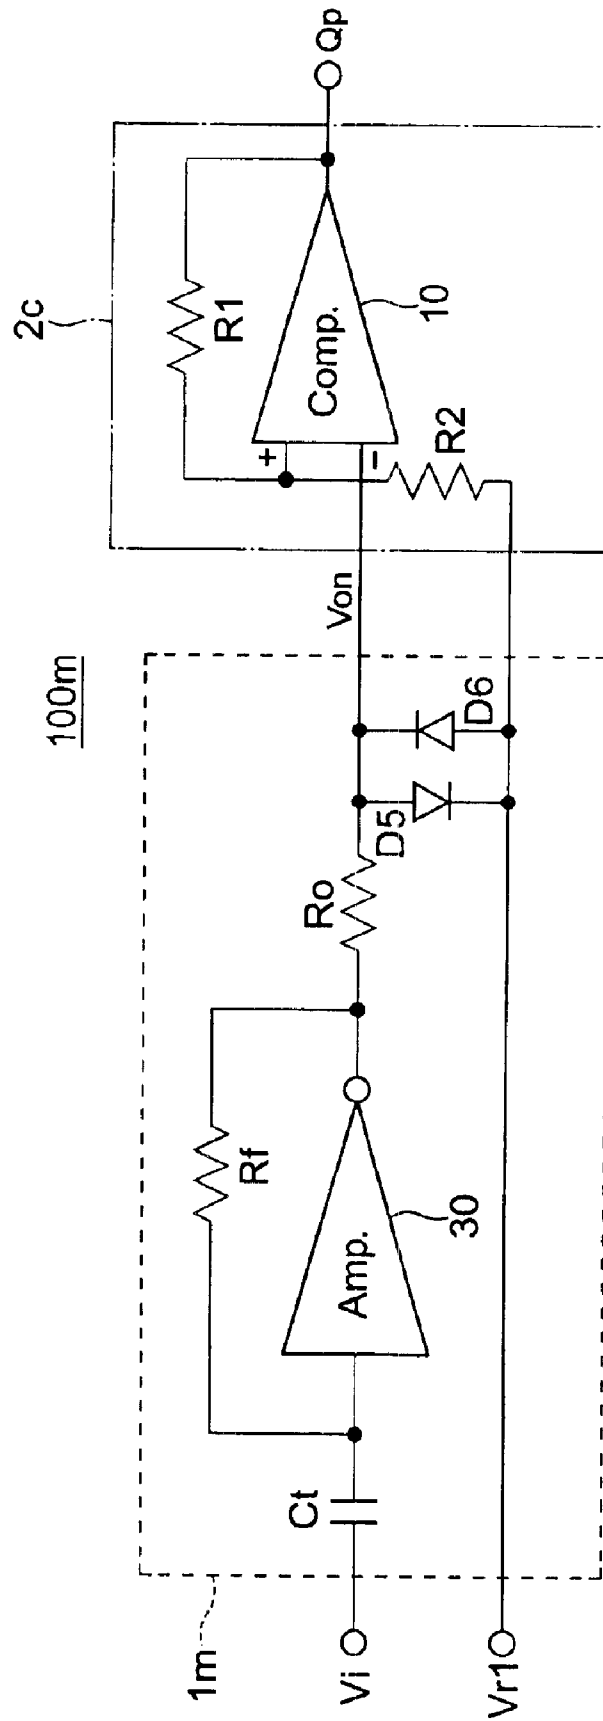 100m
2c
1m
R1
Qp
Rf
+
Comp.
10
Ct
Amp.
30
Ro
Von
−
R2
Vi
D5
D6
Vr1